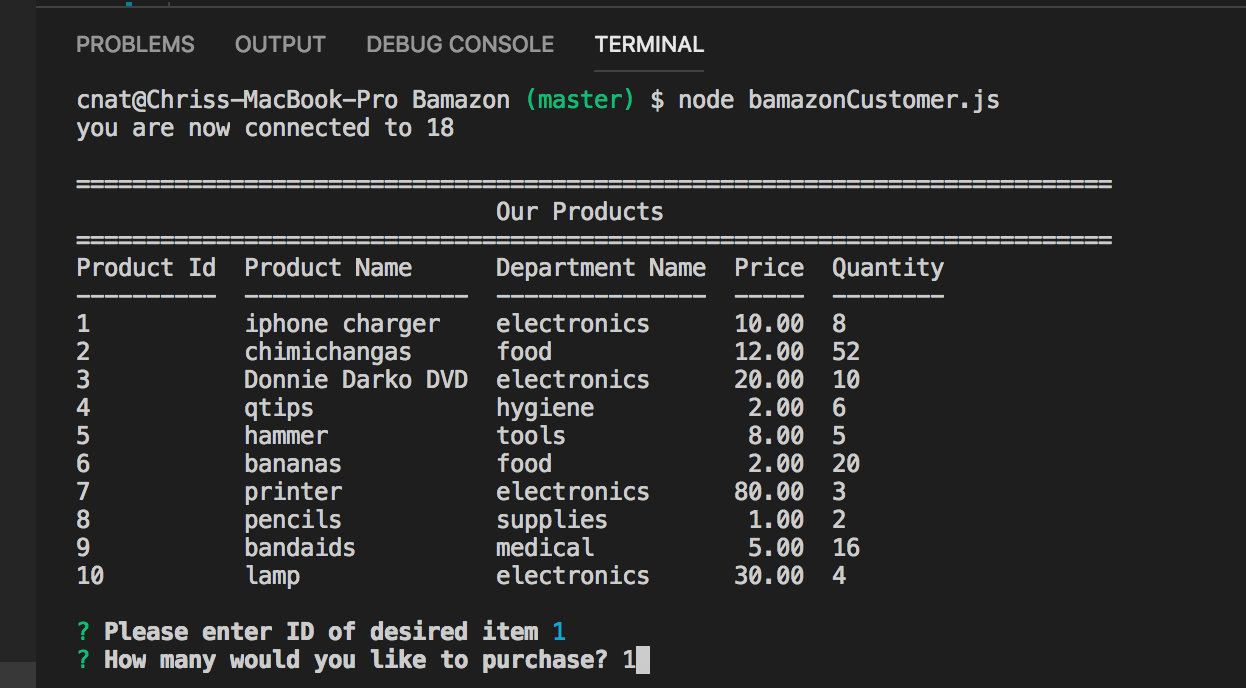 PROBLEMS OUTPUT DEBUG CONSOLE TERMINAL
cnat@Chriss-MacBook-Pro Bamazon (master) $ node bamazonCustomer.js
you are now connected to 18
==========================================================================
Our Products
==========================================================================
Product Id  Product Name      Department Name  Price  Quantity
----------  ----------------  ---------------  -----  --------
1           iphone charger    electronics      10.00  8
2           chimichangas      food             12.00  52
3           Donnie Darko DVD  electronics      20.00  10
4           qtips             hygiene           2.00  6
5           hammer            tools             8.00  5
6           bananas           food              2.00  20
7           printer           electronics      80.00  3
8           pencils           supplies          1.00  2
9           bandaids          medical           5.00  16
10          lamp              electronics      30.00  4
? Please enter ID of desired item 1
? How many would you like to purchase? 1